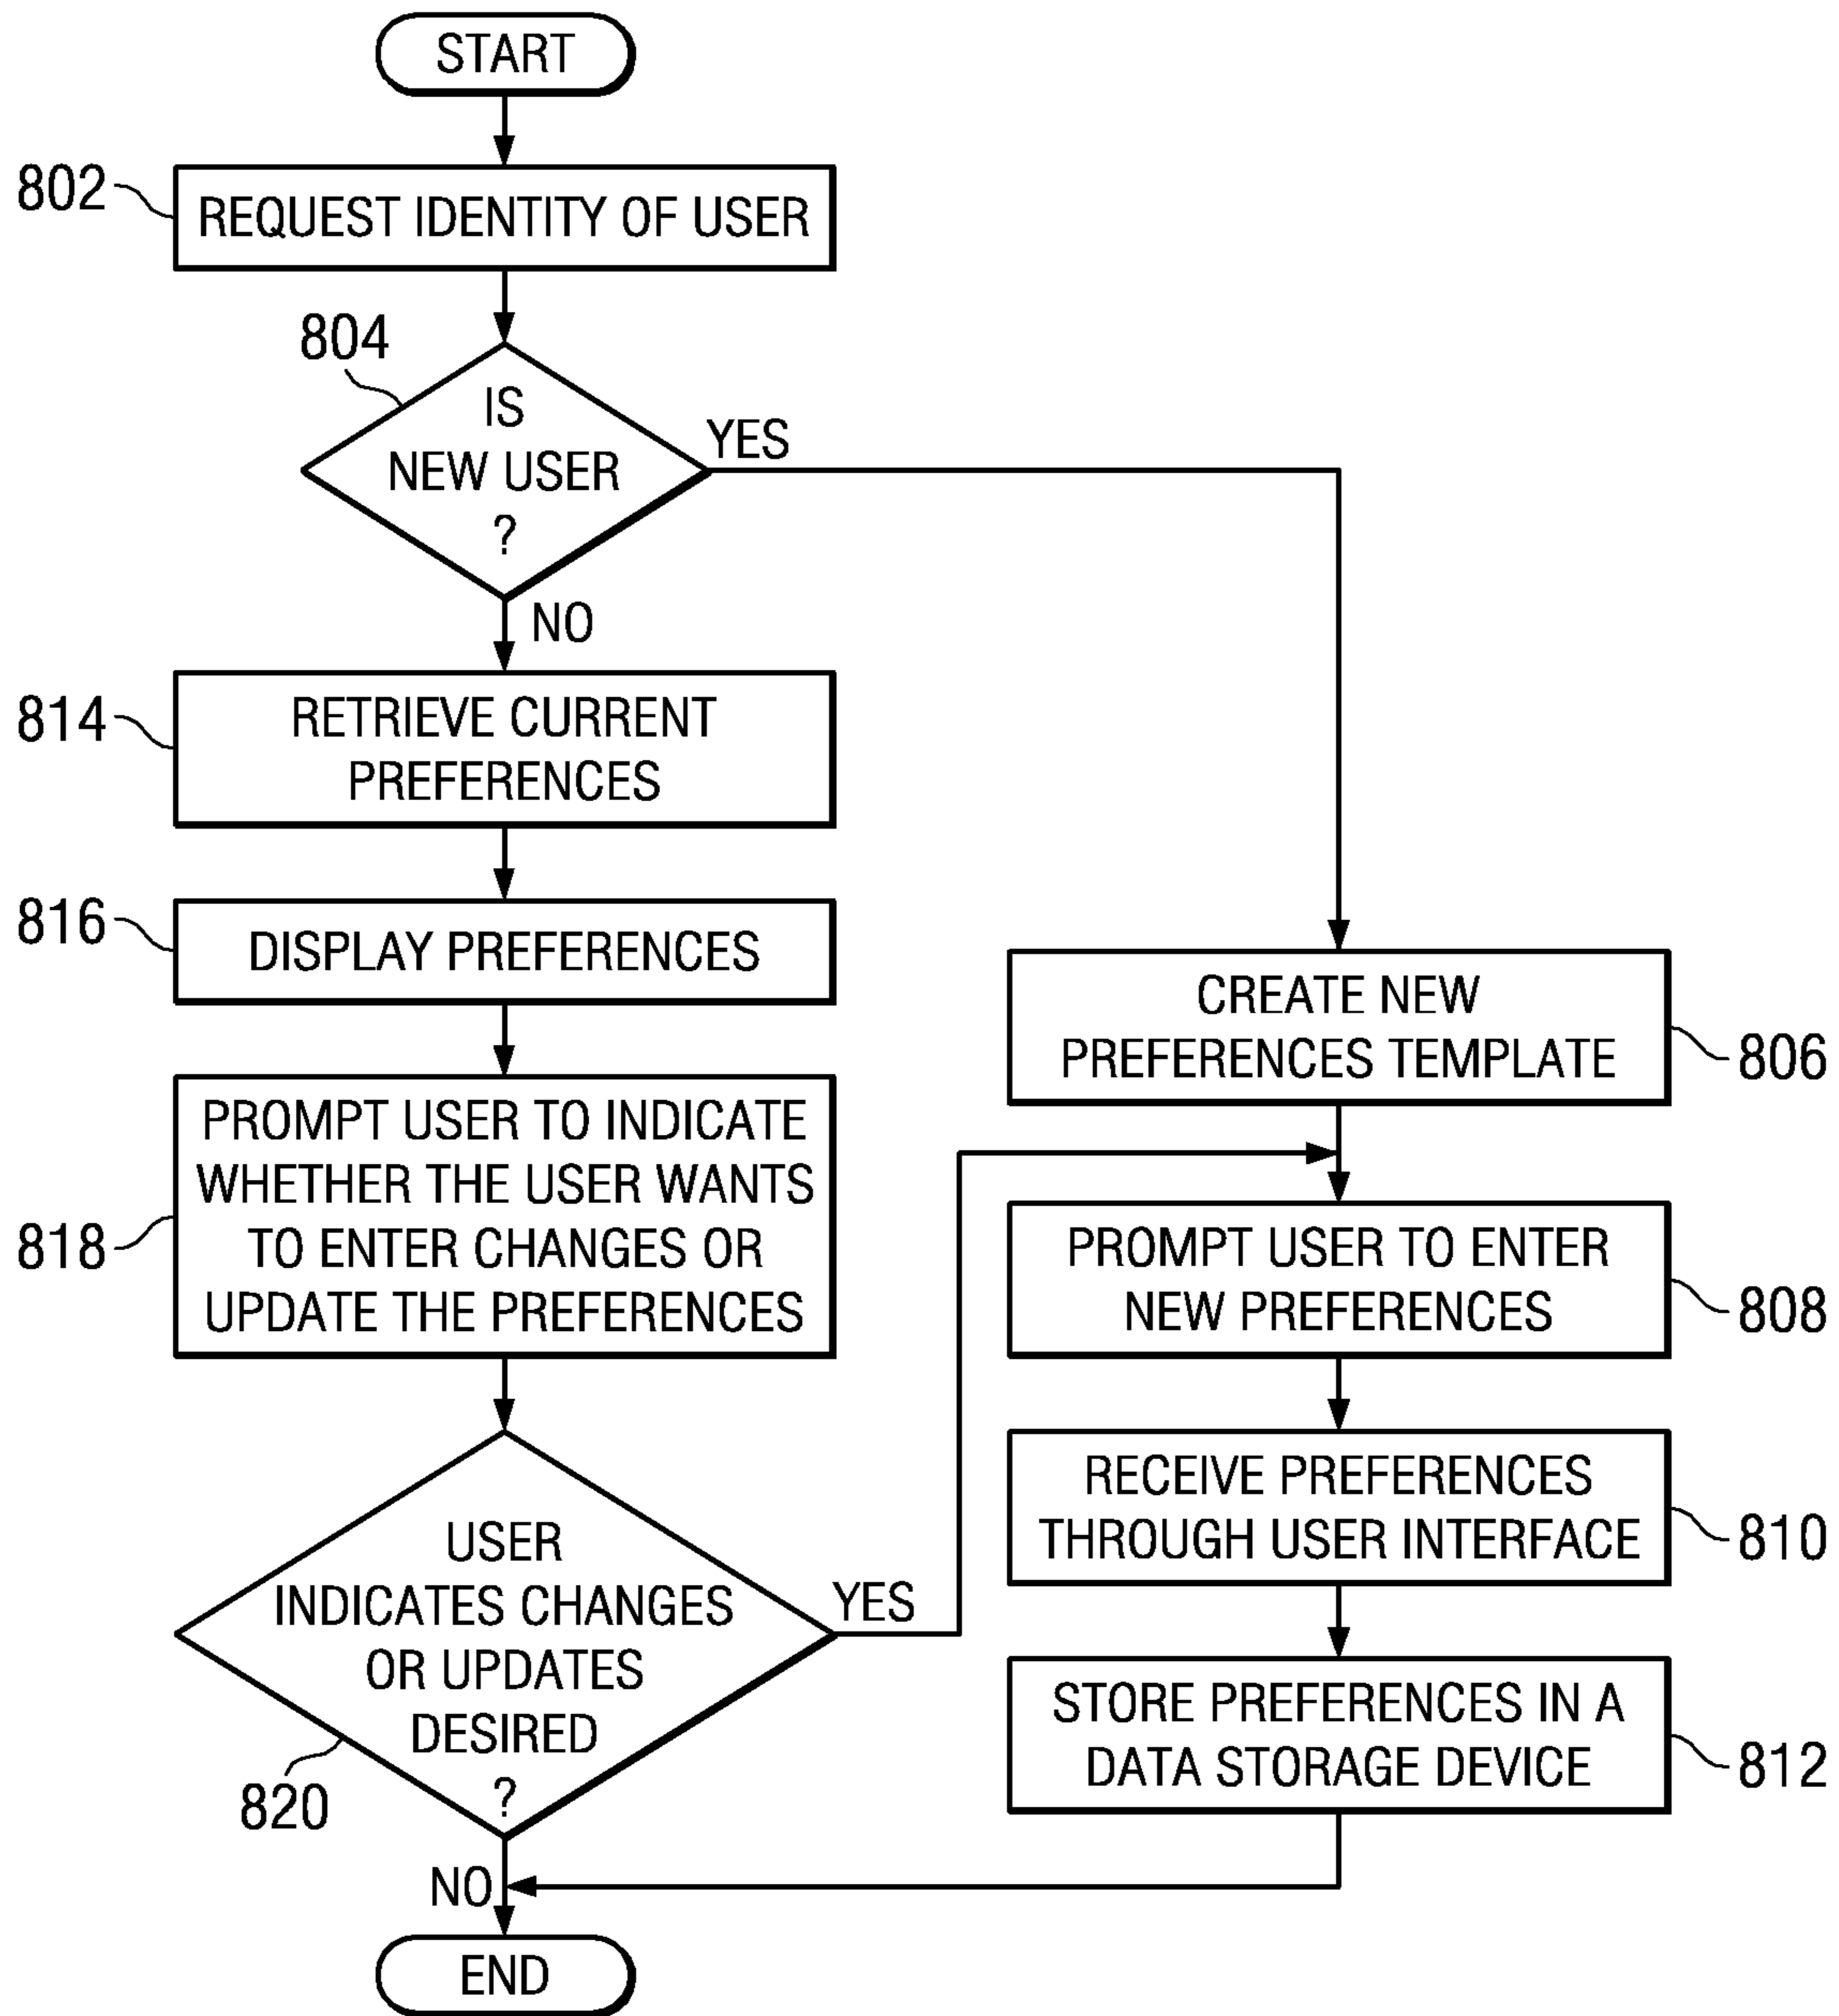 START
802
REQUEST IDENTITY OF USER
804
IS
NEW USER
?
YES
NO
814
RETRIEVE CURRENT
PREFERENCES
816
DISPLAY PREFERENCES
818
PROMPT USER TO INDICATE
WHETHER THE USER WANTS
TO ENTER CHANGES OR
UPDATE THE PREFERENCES
USER
INDICATES CHANGES
OR UPDATES
DESIRED
?
820
YES
NO
CREATE NEW
PREFERENCES TEMPLATE
806
PROMPT USER TO ENTER
NEW PREFERENCES
808
RECEIVE PREFERENCES
THROUGH USER INTERFACE
810
STORE PREFERENCES IN A
DATA STORAGE DEVICE
812
END